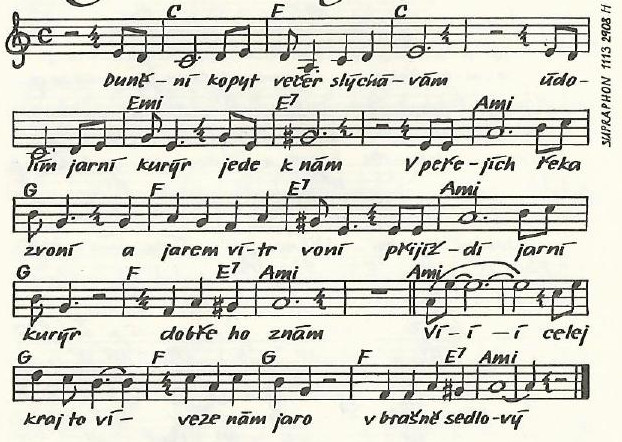 C F C
Duně-ní kopyt večer slýchá-vám údo-
Emi E7 Ami
lím jarní kurýr jede k nám V peře-jích řeka
G F E7 Ami
zvoní a jarem ví-tr voní přijíž-dí jarní
G F E7 Ami Ami
kurýr dobře ho znám Ví-í-í celej
G F G F E7 Ami
kraj to ví- veze nám jaro v brašně sedlo-vý
SUPRAPHON 1113 2908 H